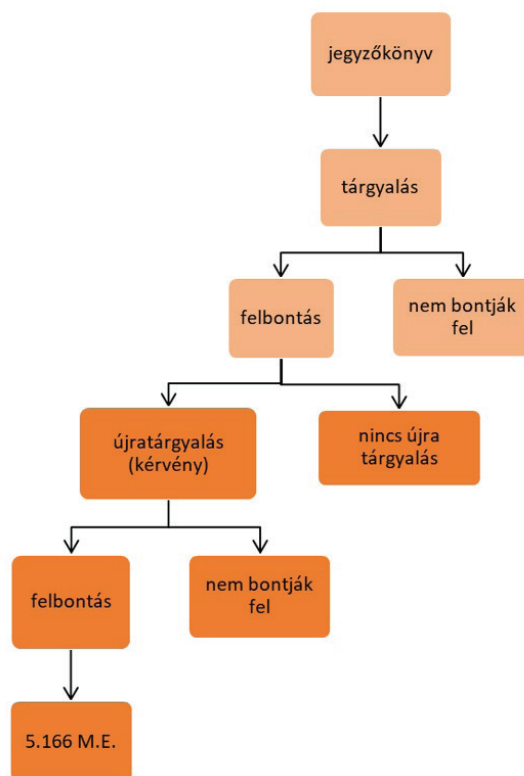 jegyzőkönyv
tárgyalás
felbontás
nem bontják
fel
újratárgyalás
(kérvény)
nincs újra
tárgyalás
felbontás
nem bontják
fel
5.166 M.E.